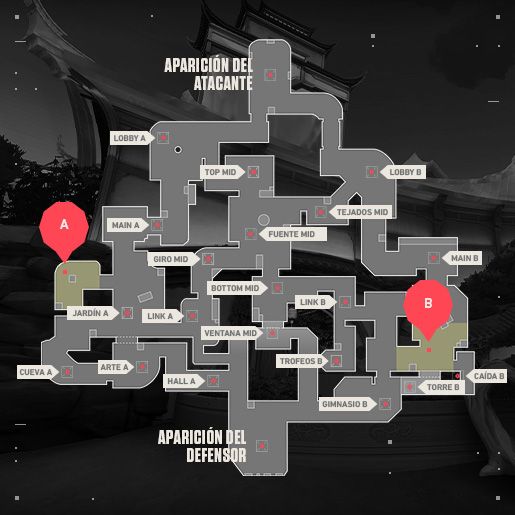 APARICIÓN DEL
ATACANTE
LOBBY A
TOP MID
LOBBY B
A
MAIN A
TEJADOS MID
FUENTE MID
GIRO MID
MAIN B
BOTTOM MID
LINK B
B
JARDÍN A
LINK A
VENTANA MID
TROFEOS B
CUEVA A
ARTE A
HALL A
CAÍDA B
TORRE B
GIMNASIO B
APARICIÓN DEL
DEFENSOR